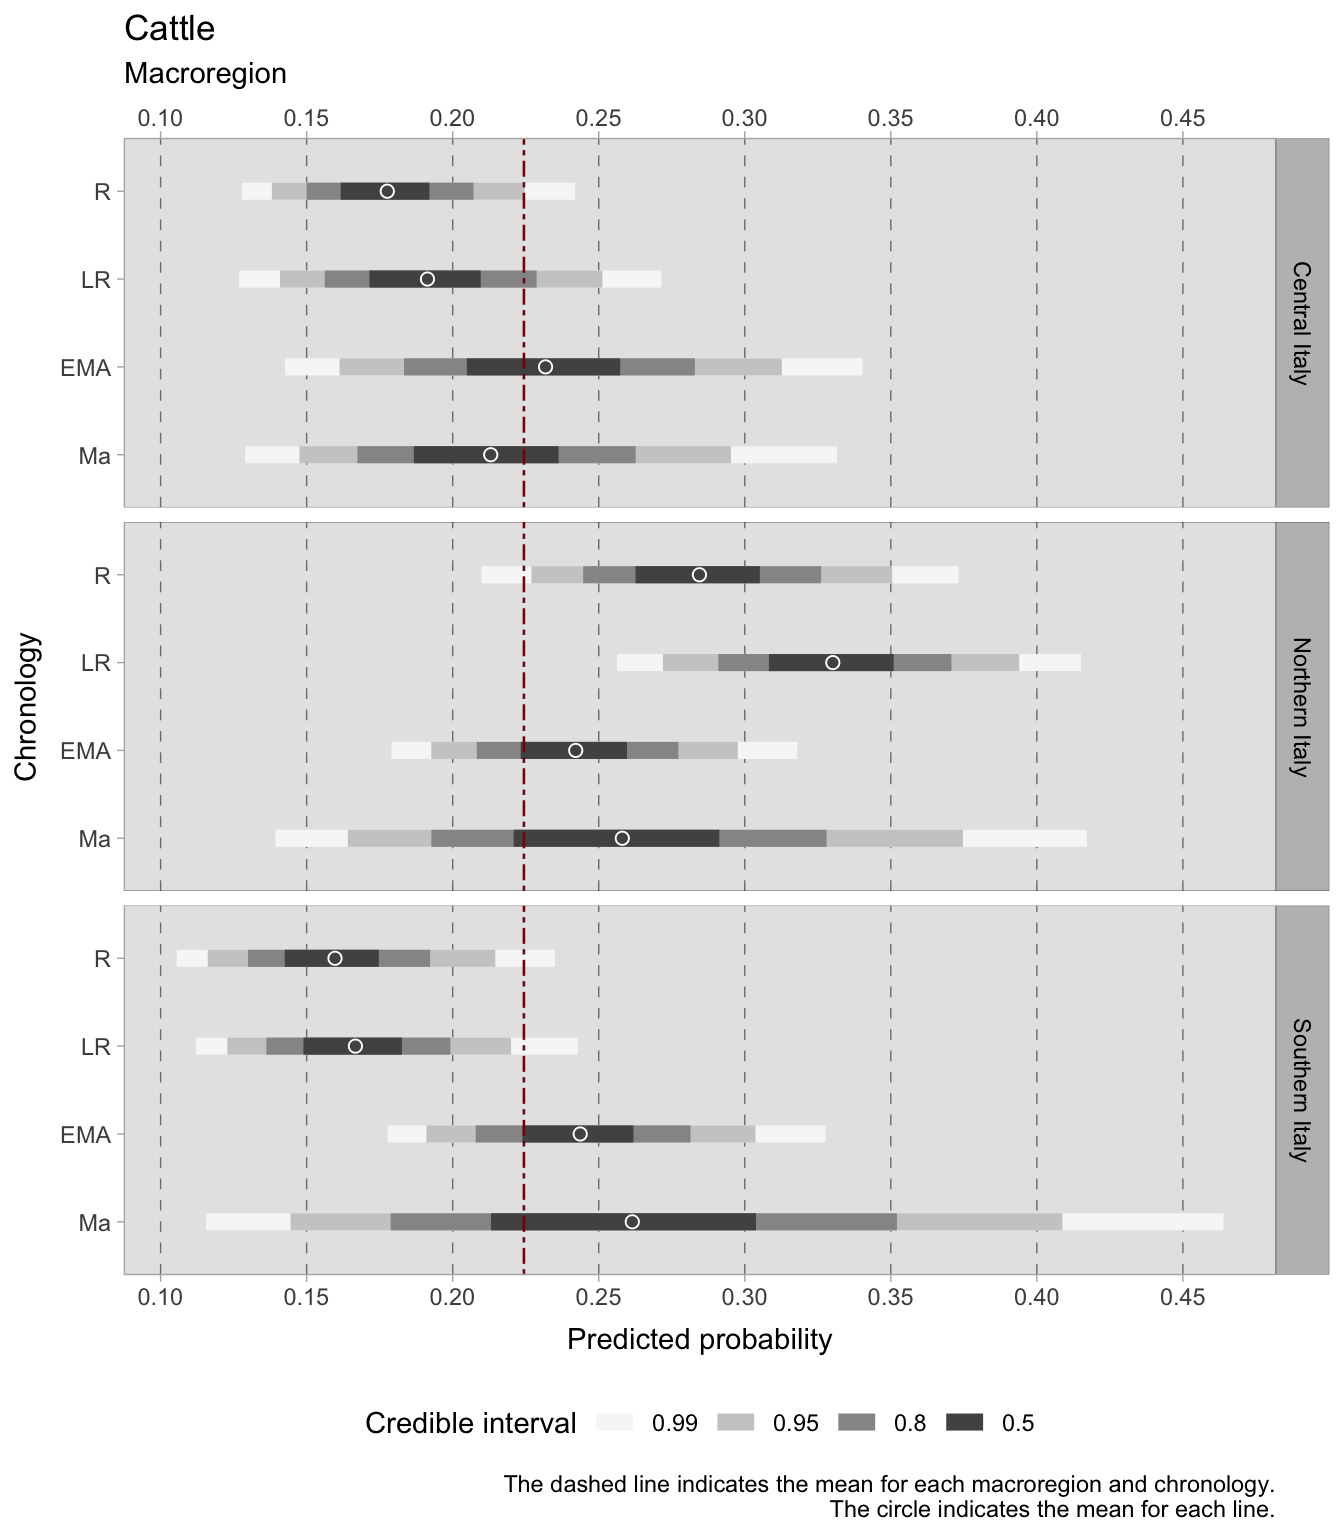 Cattle
Macroregion
0.10 0.15 0.20 0.25 0.30 0.35 0.40 0.45
R
LR
EMA
Ma
Central Italy
R
LR
EMA
Ma
Northern Italy
Chronology
R
LR
EMA
Ma
Southern Italy
0.10 0.15 0.20 0.25 0.30 0.35 0.40 0.45
Predicted probability
Credible interval 0.99 0.95 0.8 0.5
The dashed line indicates the mean for each macroregion and chronology.
The circle indicates the mean for each line.